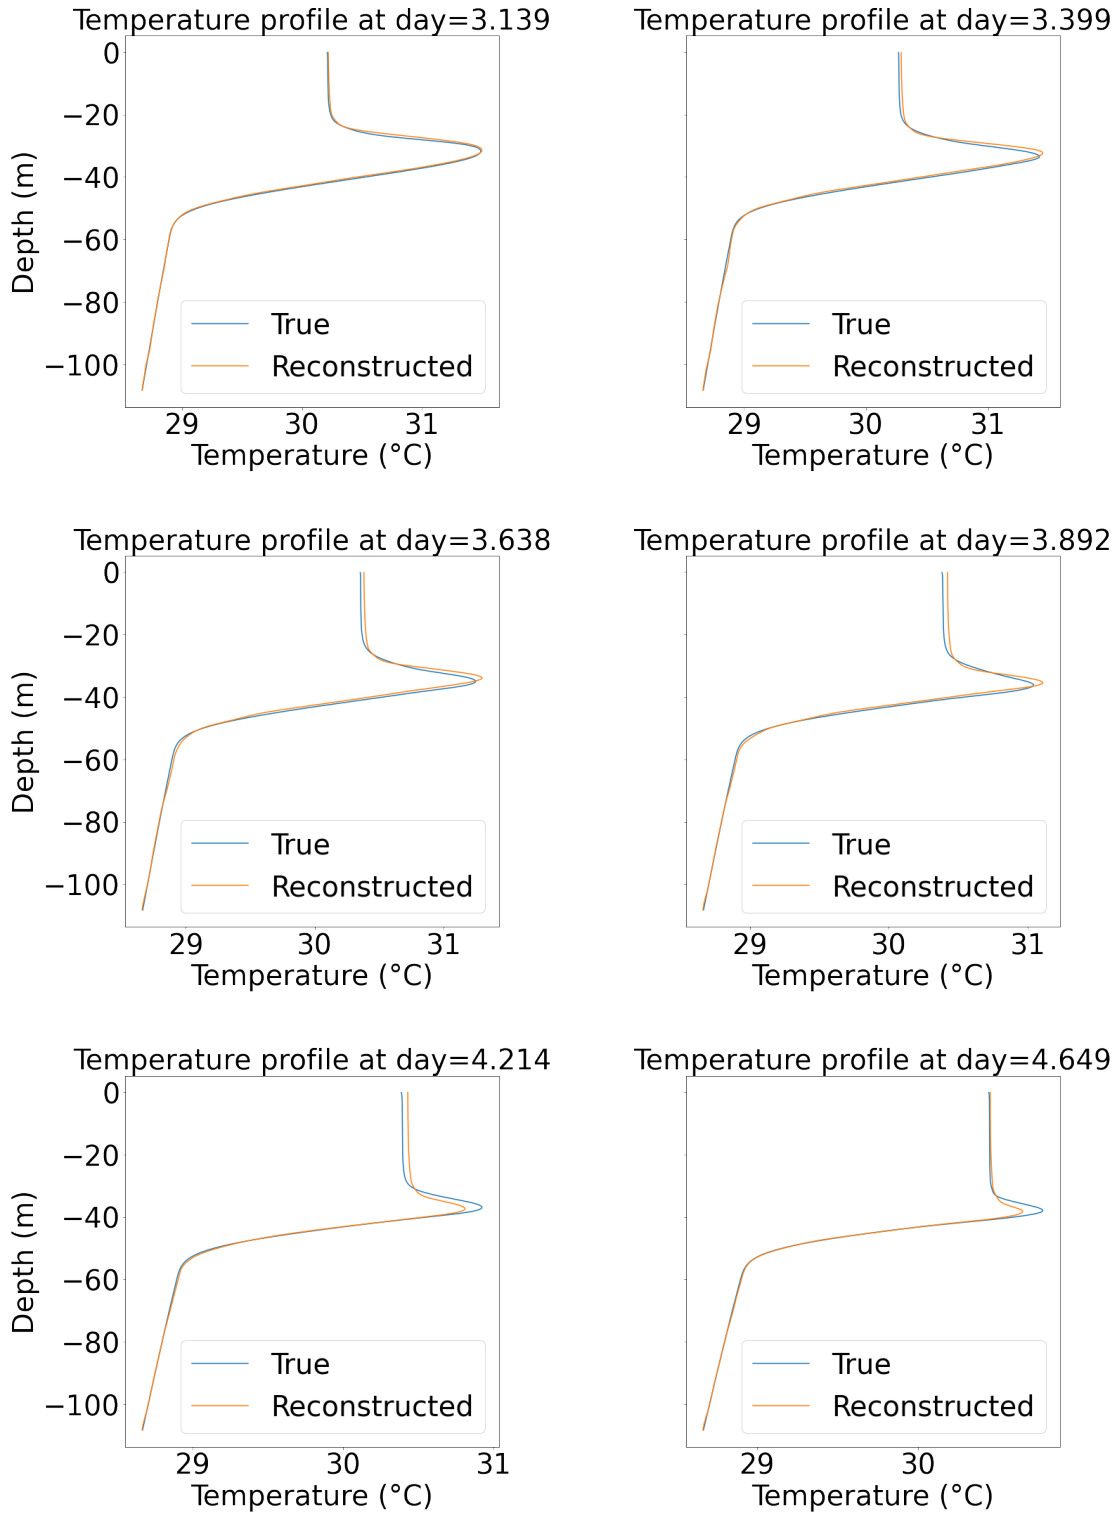 Temperature profile at day=3.139
Temperature profile at day=3.399
0
−20
−40
−60
−80
−100
Depth (m)
True
Reconstructed
True
Reconstructed
29 30 31
29 30 31
Temperature (°C)
Temperature (°C)
Temperature profile at day=3.638
Temperature profile at day=3.892
0
−20
−40
−60
−80
−100
Depth (m)
True
Reconstructed
True
Reconstructed
29 30 31
29 30 31
Temperature (°C)
Temperature (°C)
Temperature profile at day=4.214
Temperature profile at day=4.649
0
−20
−40
−60
−80
−100
Depth (m)
True
Reconstructed
True
Reconstructed
29 30 31
29 30
Temperature (°C)
Temperature (°C)